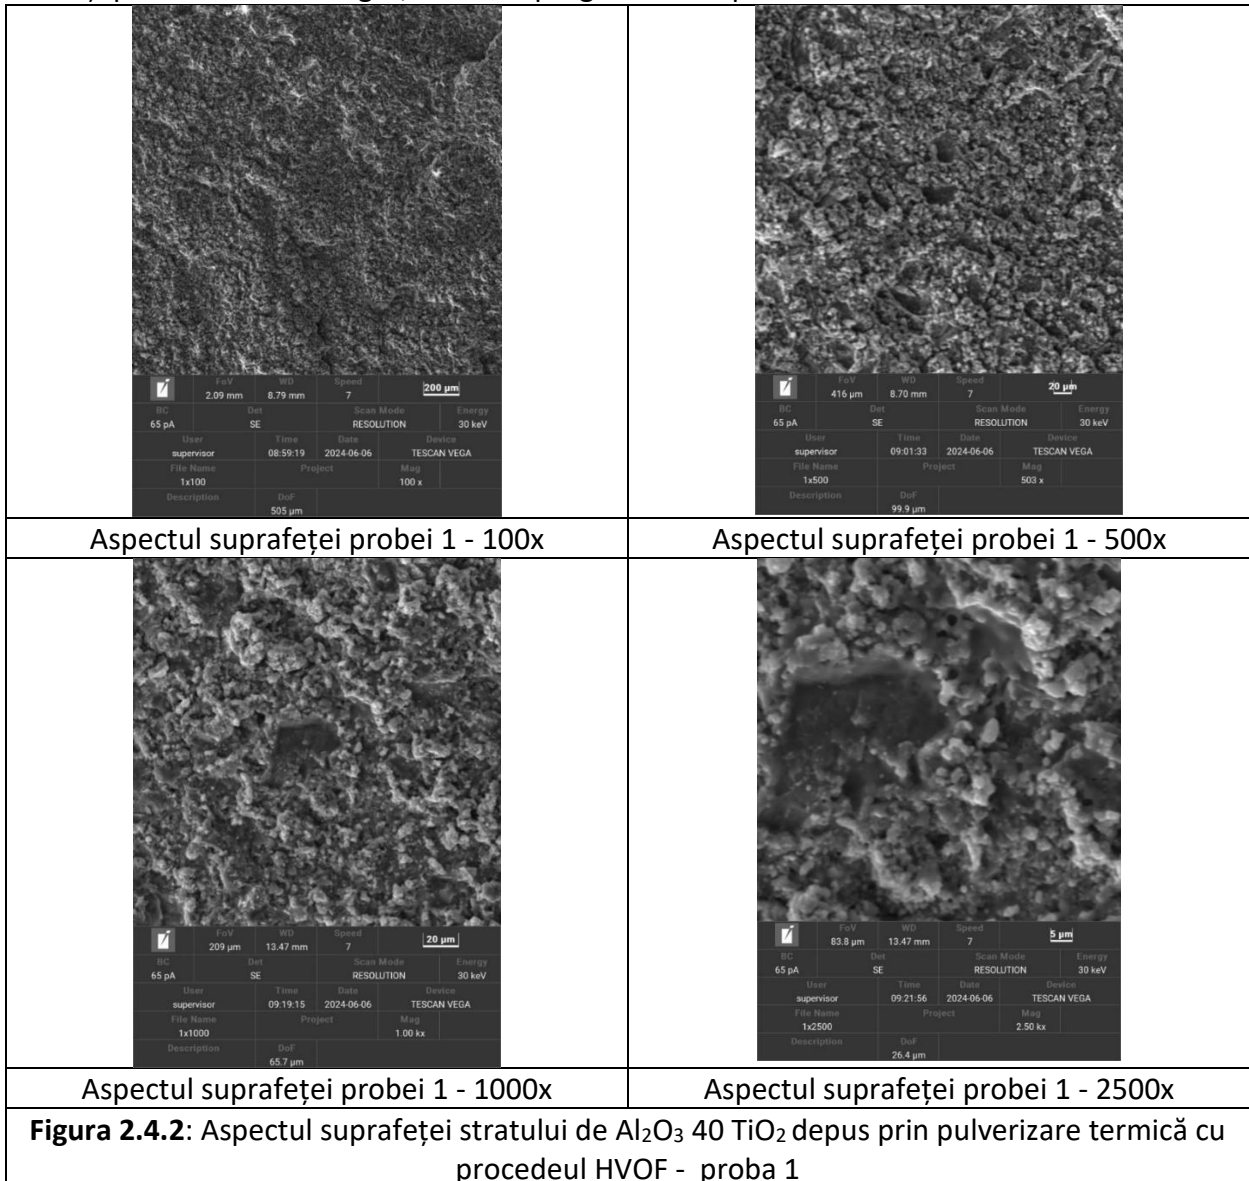 FoV WD Speed 200 µm
2.09 mm 8.79 mm 7
BC Det Scan Mode Energy
65 pA SE RESOLUTION 30 keV
User Time Date Device
supervisor 08:59:19 2024-06-06 TESCAN VEGA
File Name Project Mag
1x100 100 x
Description DoF
505 µm
FoV WD Speed 20 µm
416 µm 8.70 mm 7
BC Det Scan Mode Energy
65 pA SE RESOLUTION 30 keV
User Time Date Device
supervisor 09:01:33 2024-06-06 TESCAN VEGA
File Name Project Mag
1x500 503 x
Description DoF
99.9 µm
Aspectul suprafeței probei 1 - 100x
Aspectul suprafeței probei 1 - 500x
FoV WD Speed 20 µm
209 µm 13.47 mm 7
BC Det Scan Mode Energy
65 pA SE RESOLUTION 30 keV
User Time Date Device
supervisor 09:19:15 2024-06-06 TESCAN VEGA
File Name Project Mag
1x1000 1.00 kx
Description DoF
65.7 µm
FoV WD Speed 5 µm
83.8 µm 13.47 mm 7
BC Det Scan Mode Energy
65 pA SE RESOLUTION 30 keV
User Time Date Device
supervisor 09:21:56 2024-06-06 TESCAN VEGA
File Name Project Mag
1x2500 2.50 kx
Description DoF
26.4 µm
Aspectul suprafeței probei 1 - 1000x
Aspectul suprafeței probei 1 - 2500x
Figura 2.4.2: Aspectul suprafeței stratului de Al₂O₃ 40 TiO₂ depus prin pulverizare termică cu
procedeul HVOF - proba 1